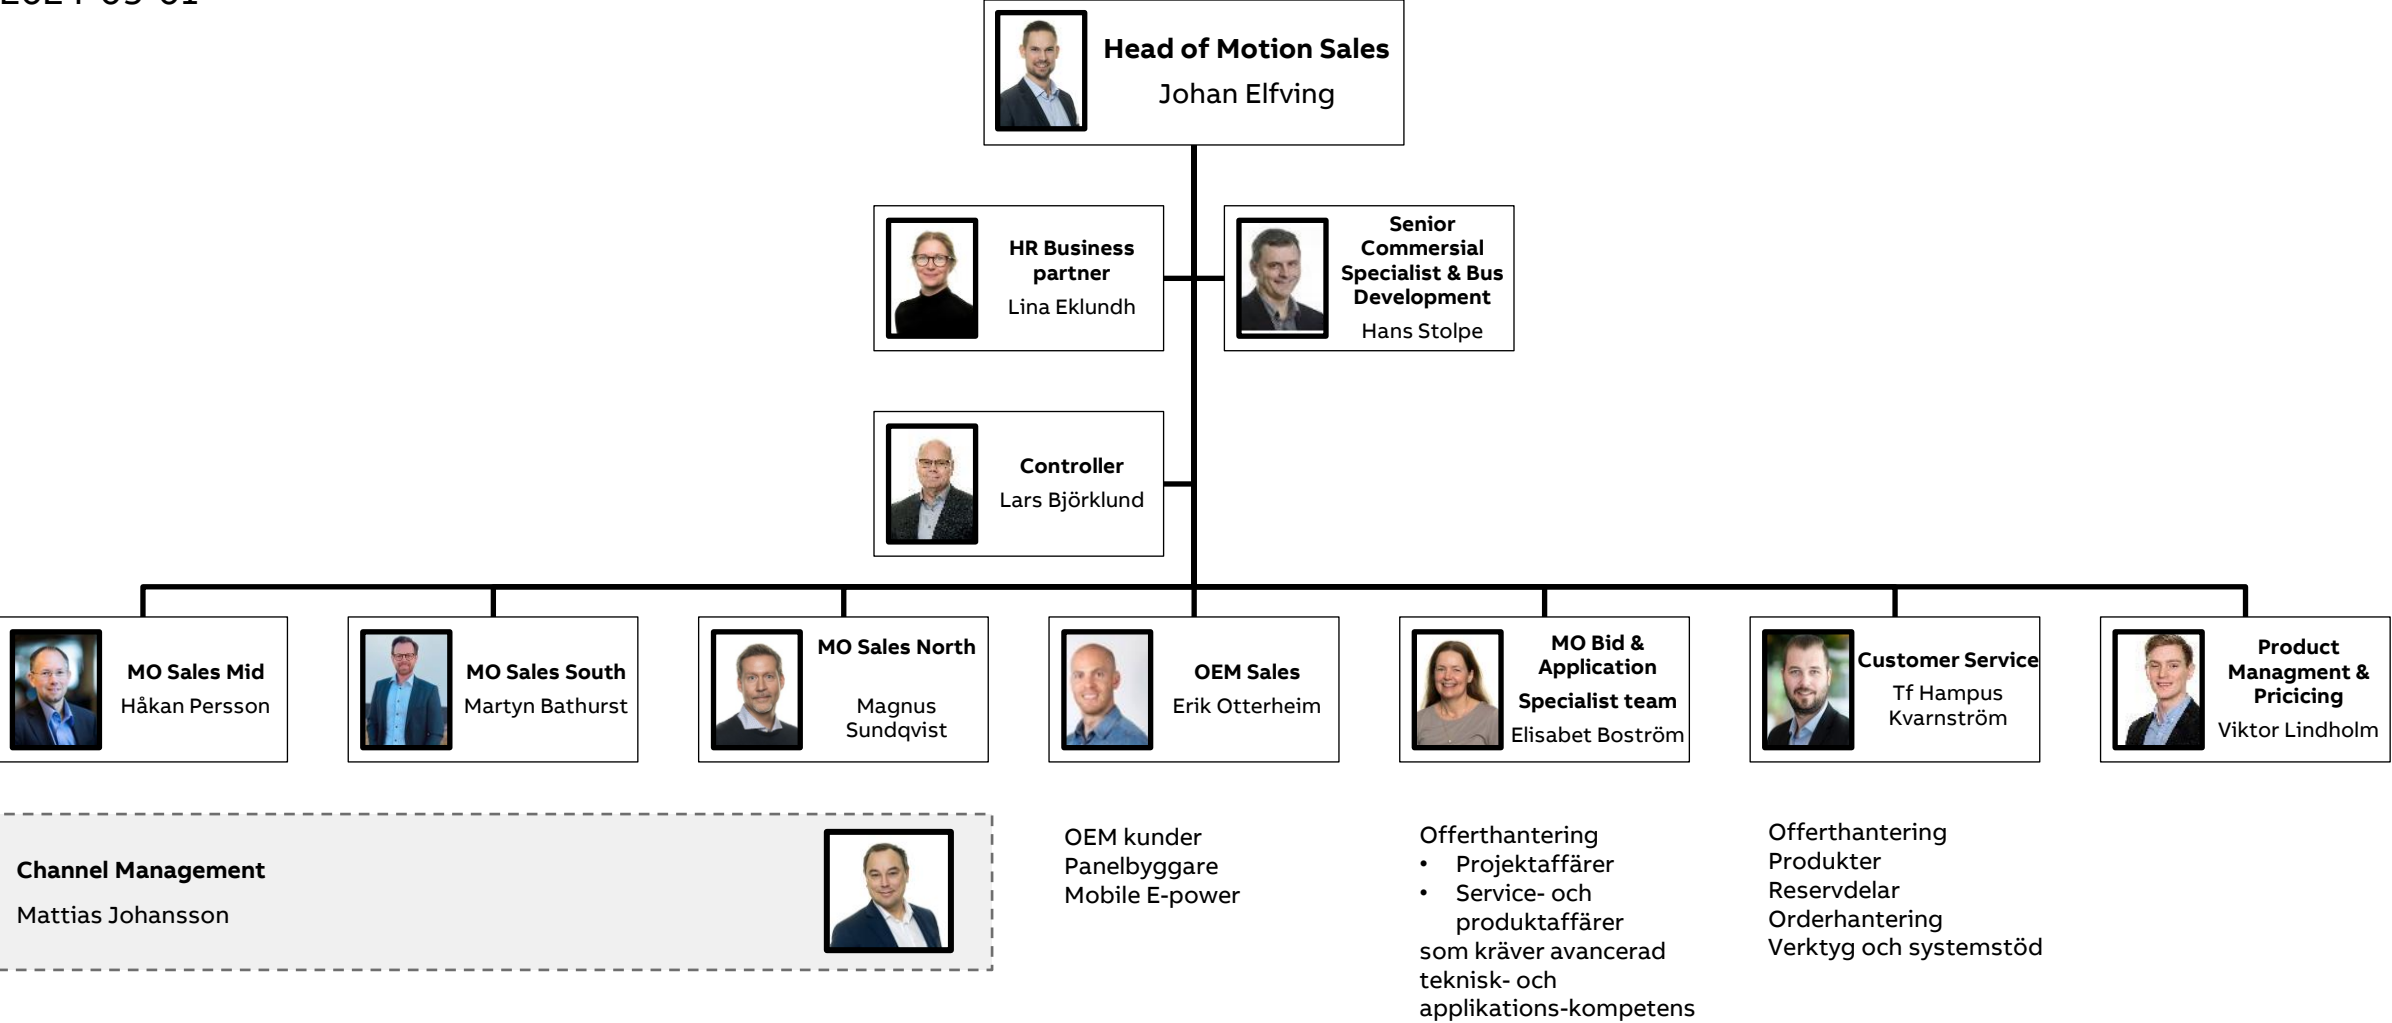 Head of Motion Sales
Johan Elfving
HR Business
partner
Lina Eklundh
Senior
Commersial
Specialist & Bus
Development
Hans Stolpe
Controller
Lars Björklund
MO Sales Mid
Håkan Persson
MO Sales South
Martyn Bathurst
MO Sales North
Magnus
Sundqvist
OEM Sales
Erik Otterheim
MO Bid &
Application
Specialist team
Elisabet Boström
Customer Service
Tf Hampus
Kvarnström
Product
Managment &
Pricicing
Viktor Lindholm
Channel Management
Mattias Johansson
OEM kunder
Panelbyggare
Mobile E-power
Offerthantering
• Projektaffärer
• Service- och
produktaffärer
som kräver avancerad
teknisk- och
applikations-kompetens
Offerthantering
Produkter
Reservdelar
Orderhantering
Verktyg och systemstöd